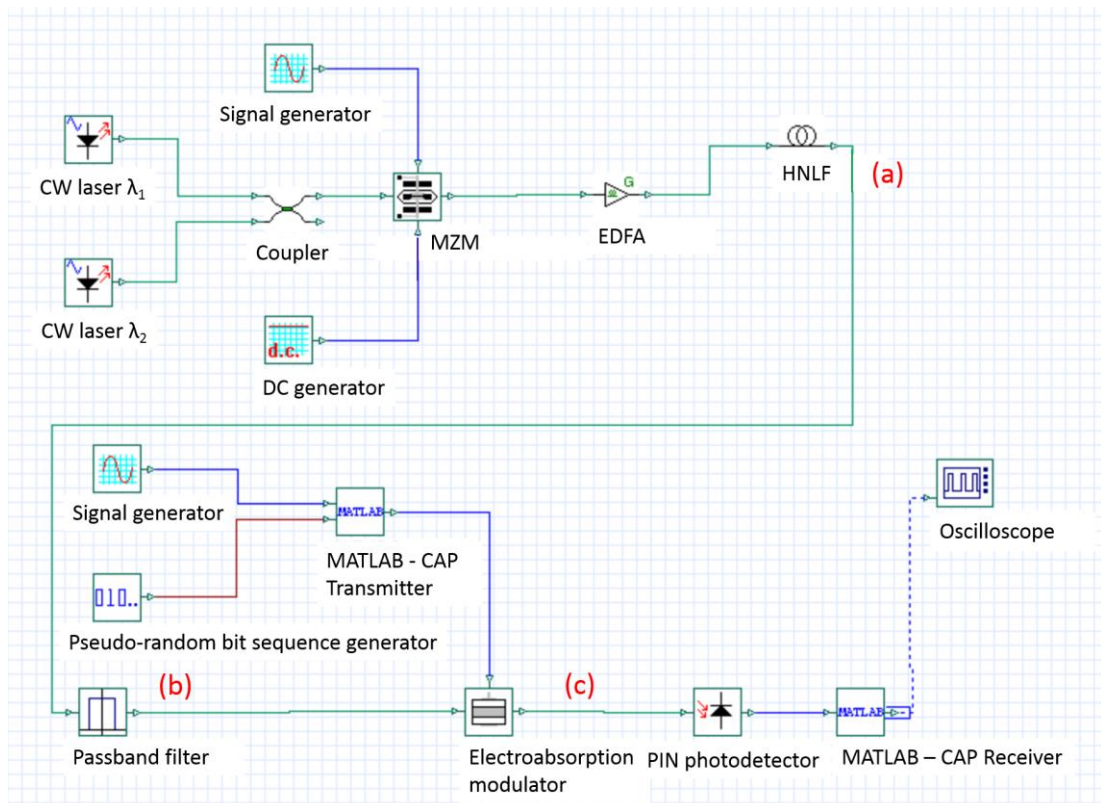 Signal generator
CW laser λ1
CW laser λ2
Coupler
MZM
d.c.
DC generator
G
EDFA
HNLF
(a)
Signal generator
MATLAB
MATLAB - CAP
Transmitter
010..
Pseudo-random bit sequence generator
Oscilloscope
(b)
(c)
Passband filter
Electroabsorption
modulator
PIN photodetector
MATLAB
MATLAB – CAP Receiver